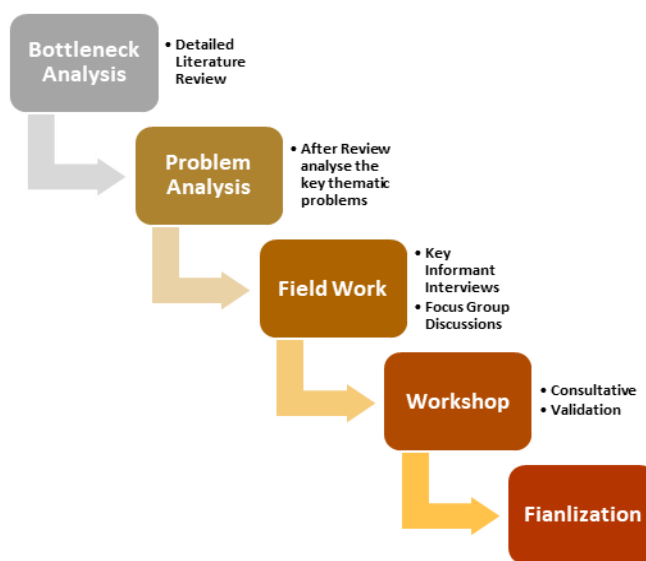 Bottleneck
Analysis
• Detailed
Literature
Review
Problem
Analysis
• After Review
analyse the
key thematic
problems
Field Work
• Key
Informant
Interviews
• Focus Group
Discussions
Workshop
• Consultative
• Validation
Fianlization